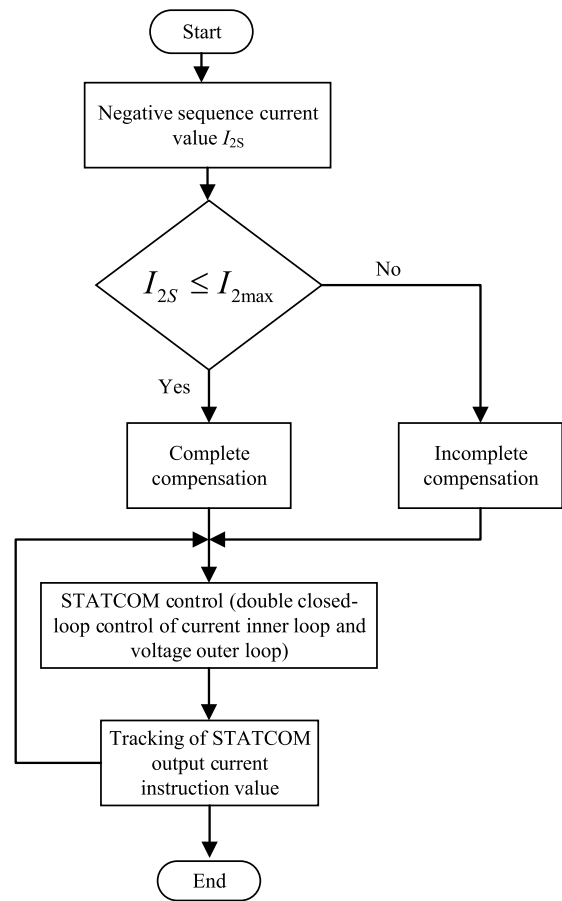 Start
Negative sequence current
value I2S
I2S ≤ I2max
No
Yes
Complete
compensation
Incomplete
compensation
STATCOM control (double closed-
loop control of current inner loop and
voltage outer loop)
Tracking of STATCOM
output current
instruction value
End